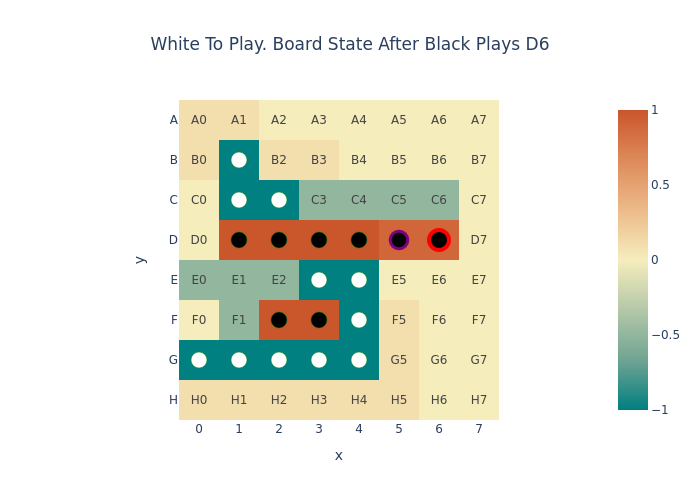 White To Play. Board State After Black Plays D6
A A0 A1 A2 A3 A4 A5 A6 A7
B B0 B2 B3 B4 B5 B6 B7
C C0 C3 C4 C5 C6 C7
D D0 D7
E E0 E1 E2 E5 E6 E7
F F0 F1 F5 F6 F7
G G5 G6 G7
H H0 H1 H2 H3 H4 H5 H6 H7
0 1 2 3 4 5 6 7
x
y
1
0.5
0
−0.5
−1